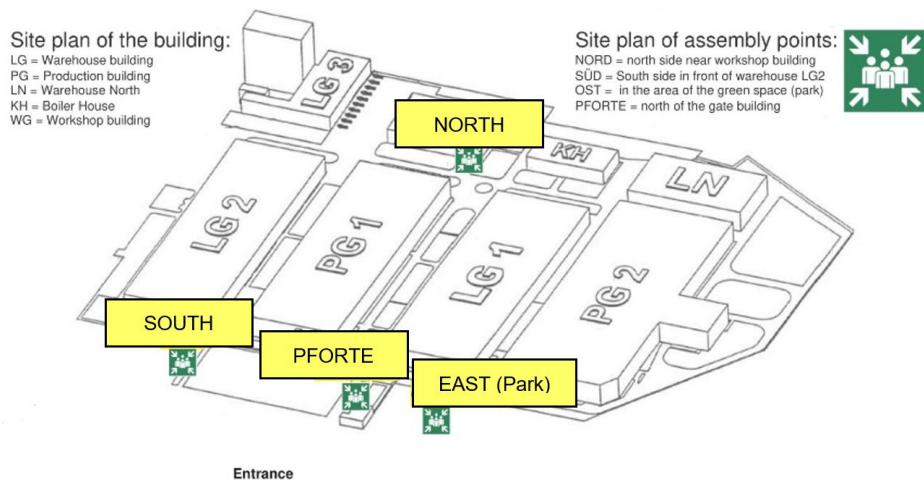 Site plan of the building:
LG = Warehouse building
PG = Production building
LN = Warehouse North
KH = Boiler House
WG = Workshop building
Site plan of assembly points:
NORD = north side near workshop building
SÜD = South side in front of warehouse LG2
OST = in the area of the green space (park)
PFORTE = north of the gate building
LG 3
NORTH
KH
LN
LG 2
PG 1
LG 1
PG 2
SOUTH
PFORTE
EAST (Park)
Entrance